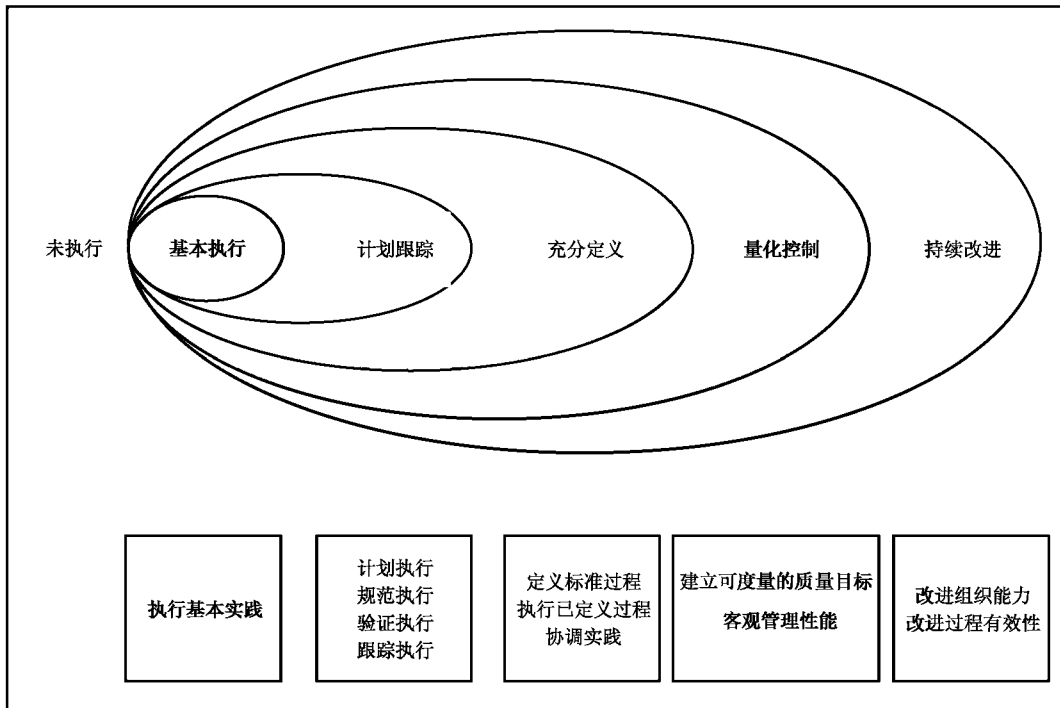 未执行
基本执行
计划跟踪
充分定义
量化控制
持续改进
执行基本实践
计划执行
规范执行
验证执行
跟踪执行
定义标准过程
执行已定义过程
协调实践
建立可度量的质量目标
客观管理性能
改进组织能力
改进过程有效性